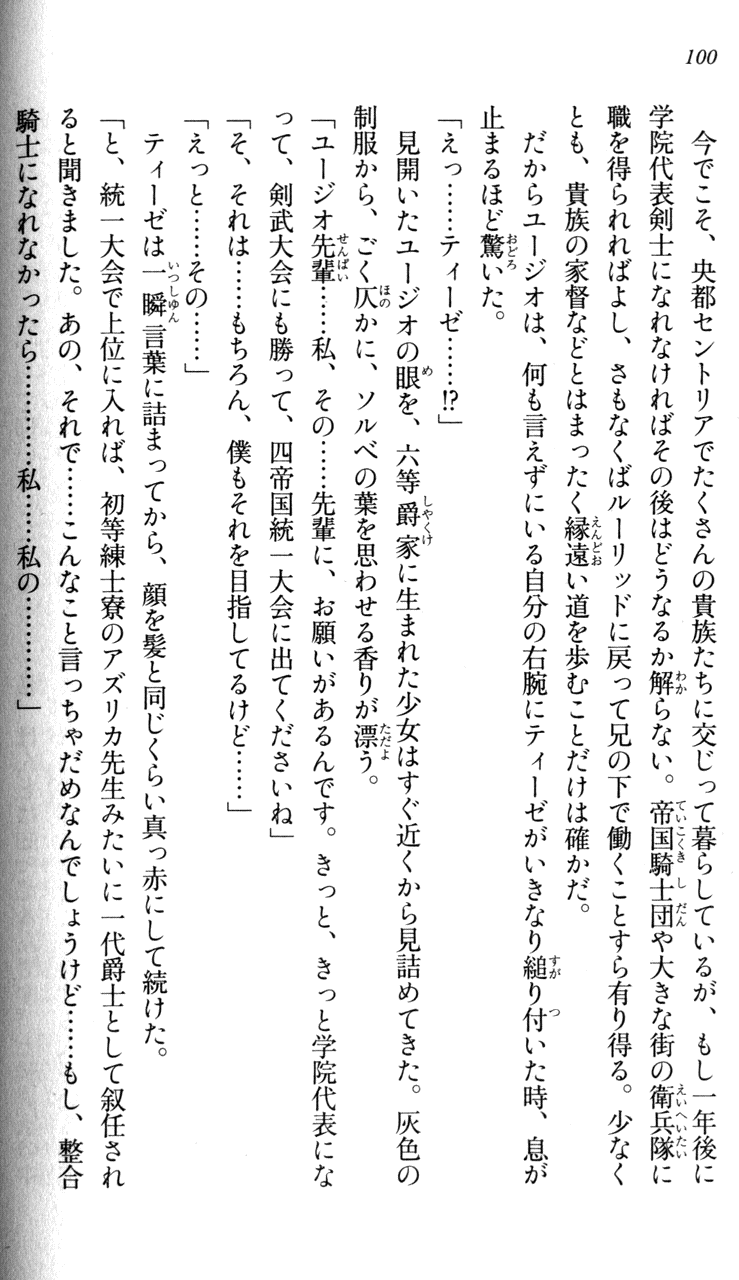 100
今でこそ、央都セントリアでたくさんの貴族たちに交じって暮らしているが、もし一年後に
学院代表剣士になれなければその後はどうなるか解らない。帝国騎士団や大きな街の衛兵隊に
職を得られればよし、さもなくばルーリッドに戻って兄の下で働くことすら有り得る。少なく
とも、貴族の家督などとはまったく縁遠い道を歩むことだけは確かだ。
だからユージオは、何も言えずにいる自分の右腕にティーゼがいきなり縋り付いた時、息が
止まるほど驚いた。
「えっ……ティーゼ……!?」
見開いたユージオの眼を、六等爵家に生まれた少女はすぐ近くから見詰めてきた。灰色の
制服から、ごく仄かに、ソルベの葉を思わせる香りが漂う。
「ユージオ先輩……私、その……先輩に、お願いがあるんです。きっと、きっと学院代表にな
って、剣武大会にも勝って、四帝国統一大会に出てくださいね」
「そ、それは……もちろん、僕もそれを目指してるけど……」
「えっと……その……」
ティーゼは一瞬言葉に詰まってから、顔を髪と同じくらい真っ赤にして続けた。
「と、統一大会で上位に入れば、初等練士寮のアズリカ先生みたいに一代爵士として叙任され
ると聞きました。あの、それで……こんなこと言っちゃだめなんでしょうけど……もし、整合
騎士になれなかったら…………私……私の…………」